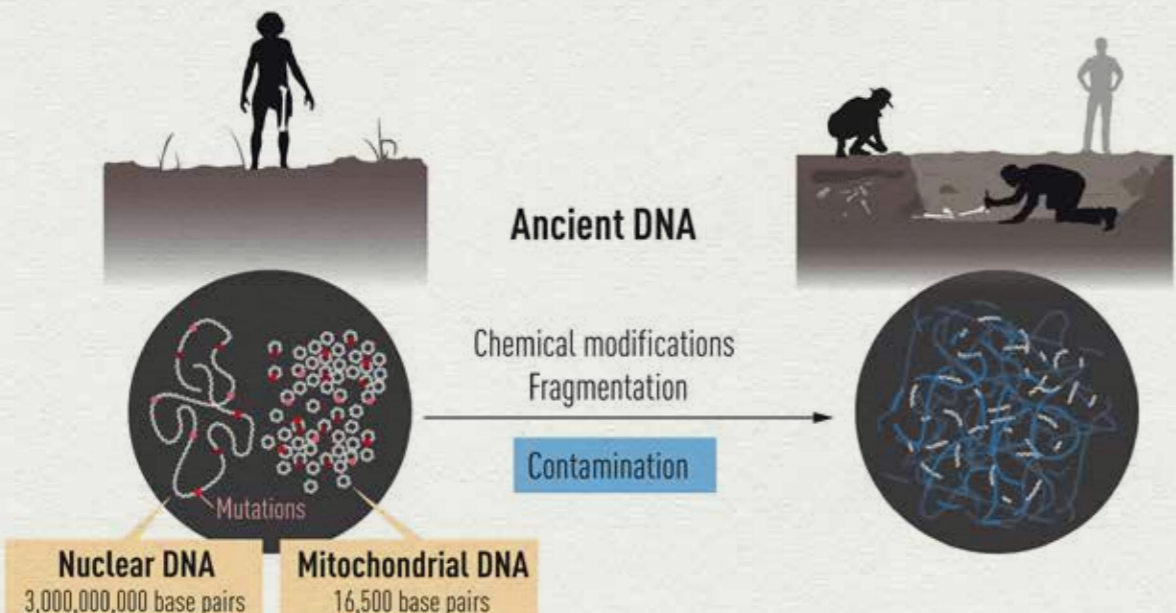 Ancient DNA
Chemical modifications
Fragmentation
Contamination
Mutations
Nuclear DNA
3,000,000,000 base pairs
Mitochondrial DNA
16,500 base pairs